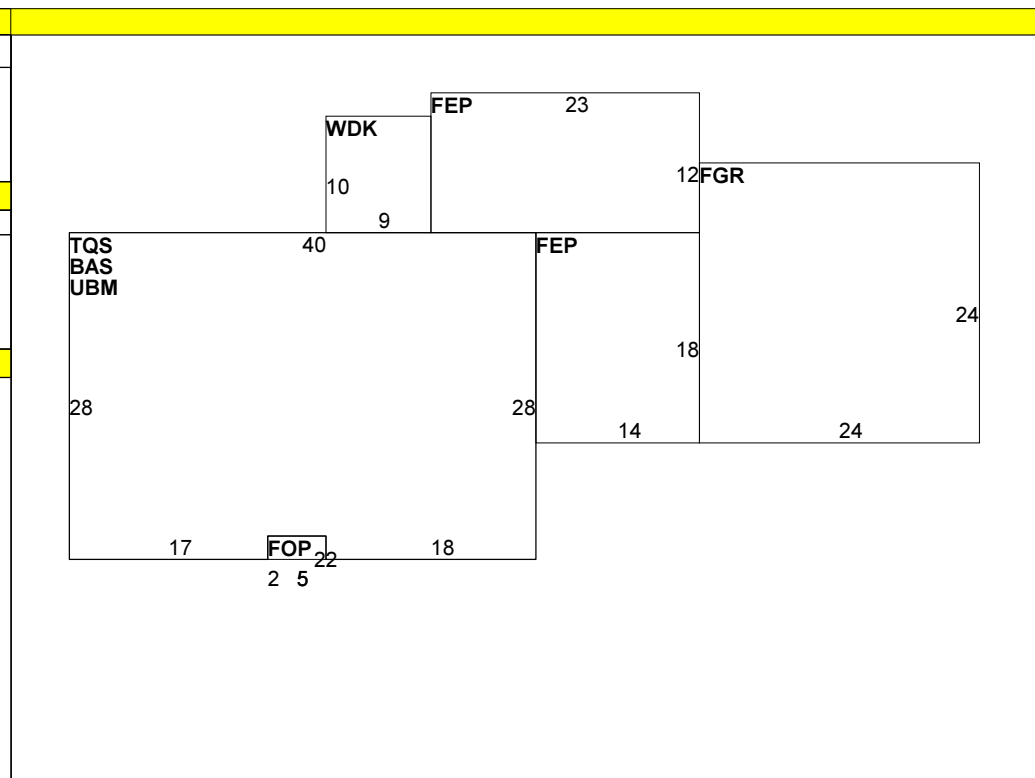 FEP 23
WDK
12 FGR
10
9
TQS 40 FEP
BAS
UBM
24
18
28 28
14 24
17 FOP 22 18
2 5